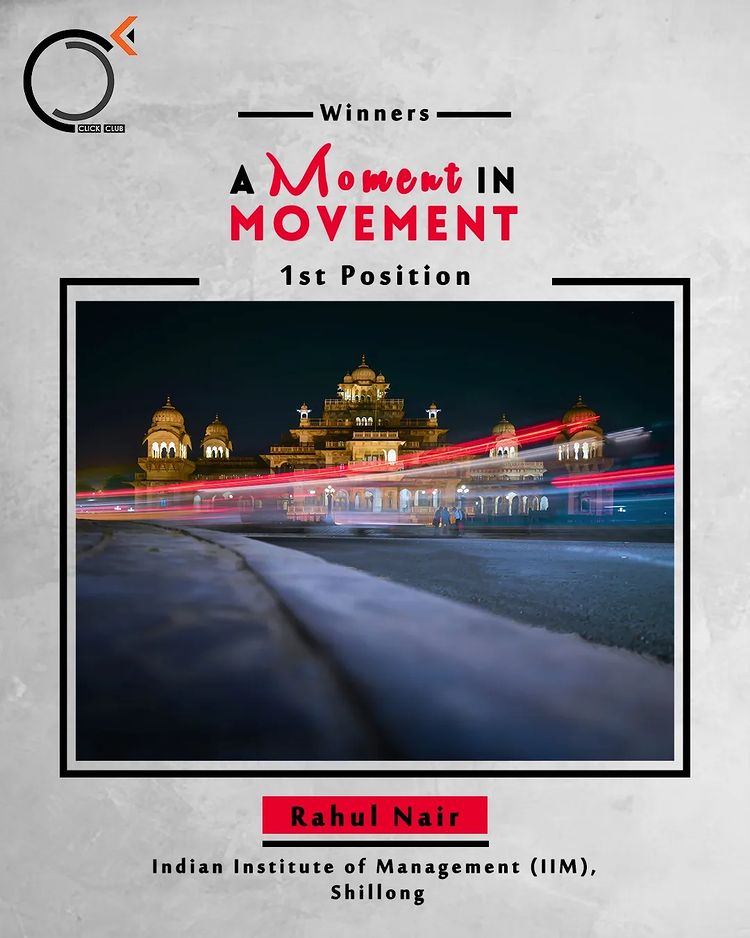 CLICK CLUB
Winners
A Moment IN
MOVEMENT
1st Position
Rahul Nair
Indian Institute of Management (IIM),
Shillong